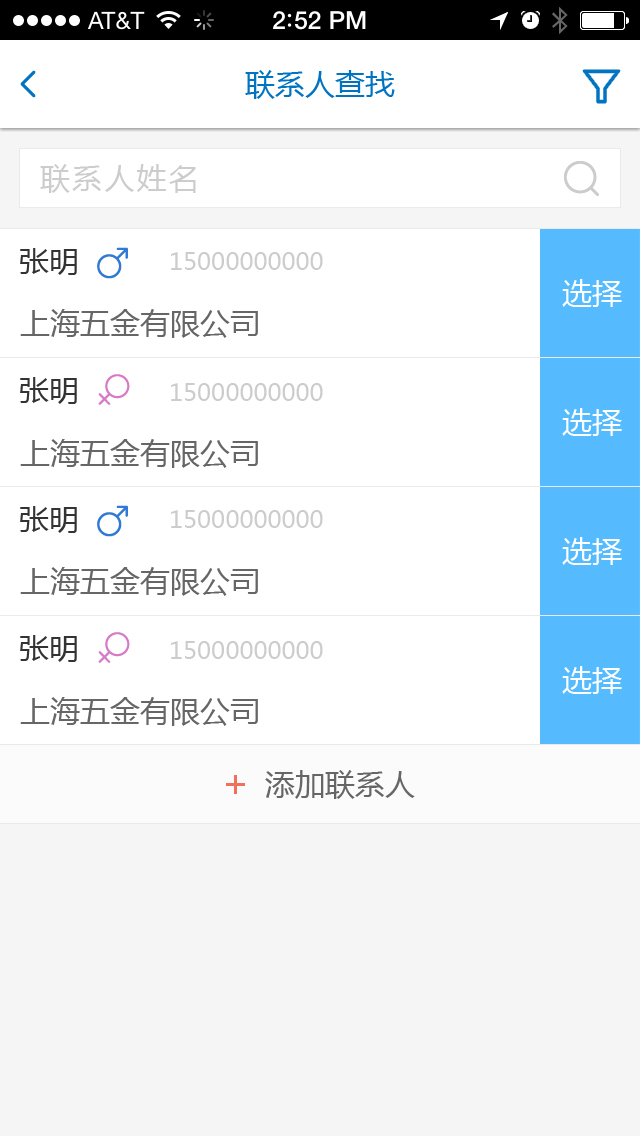 AT&T 2:52 PM
联系人查找
联系人姓名
张明 15000000000
上海五金有限公司
选择
张明 15000000000
上海五金有限公司
选择
张明 15000000000
上海五金有限公司
选择
张明 15000000000
上海五金有限公司
选择
+ 添加联系人